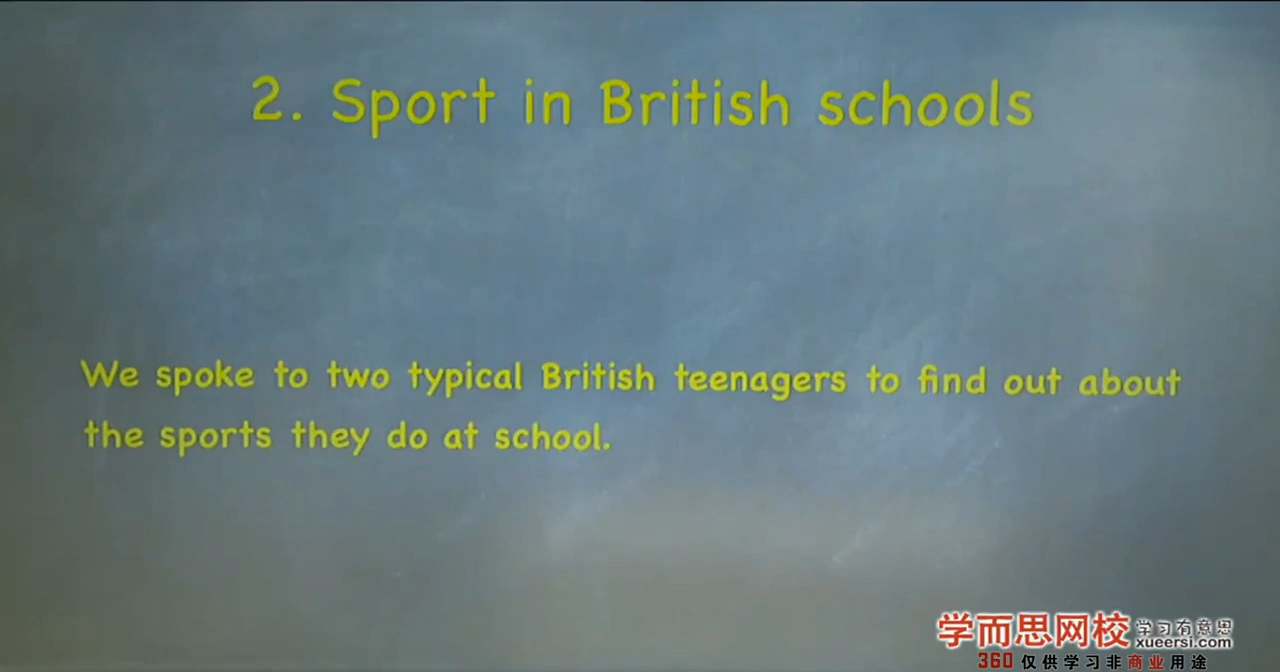 2. Sport in British schools
We spoke to two typical British teenagers to find out about
the sports they do at school.
学而思网校 学习有意思
xueersi.com
360 仅供学习非商业用途